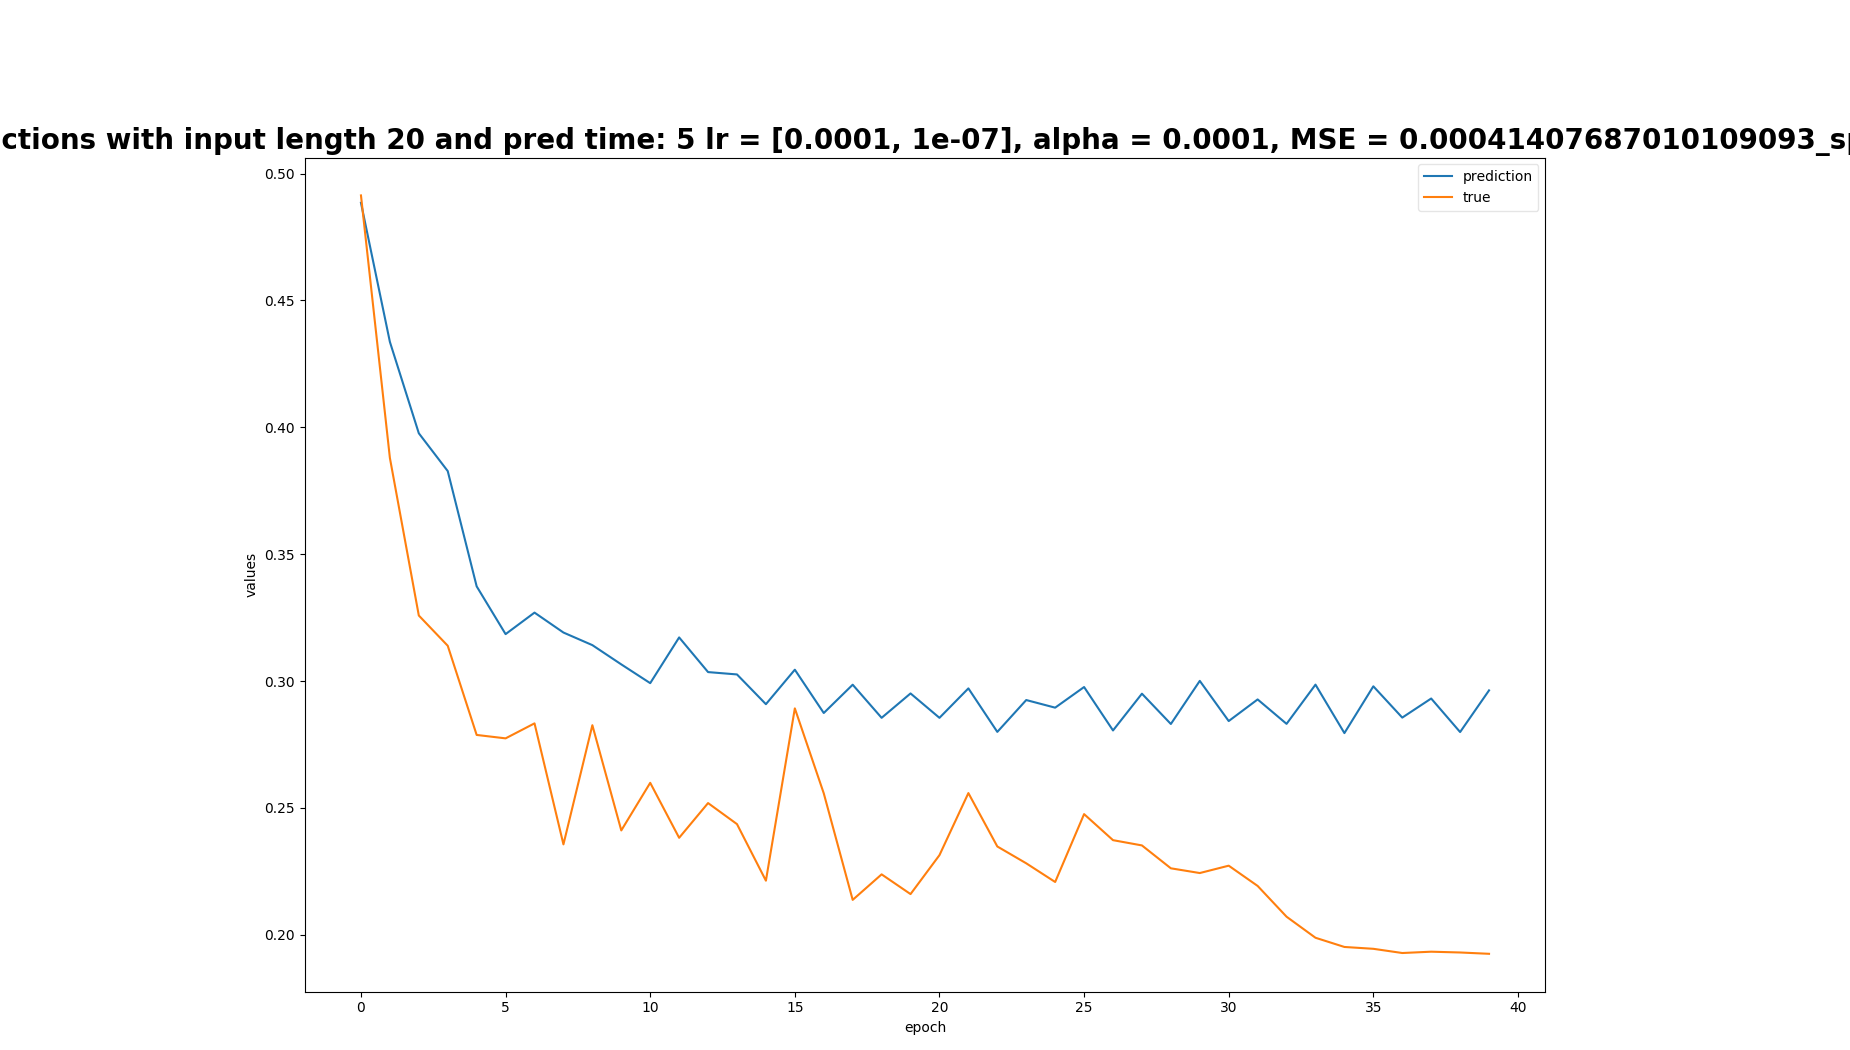 ctions with input length 20 and pred time: 5 lr = [0.0001, 1e-07], alpha = 0.0001, MSE = 0.00041407687010109093_sp
prediction
true
0.50
0.45
0.40
0.35
0.30
0.25
0.20
values
0 5 10 15 20 25 30 35 40
epoch